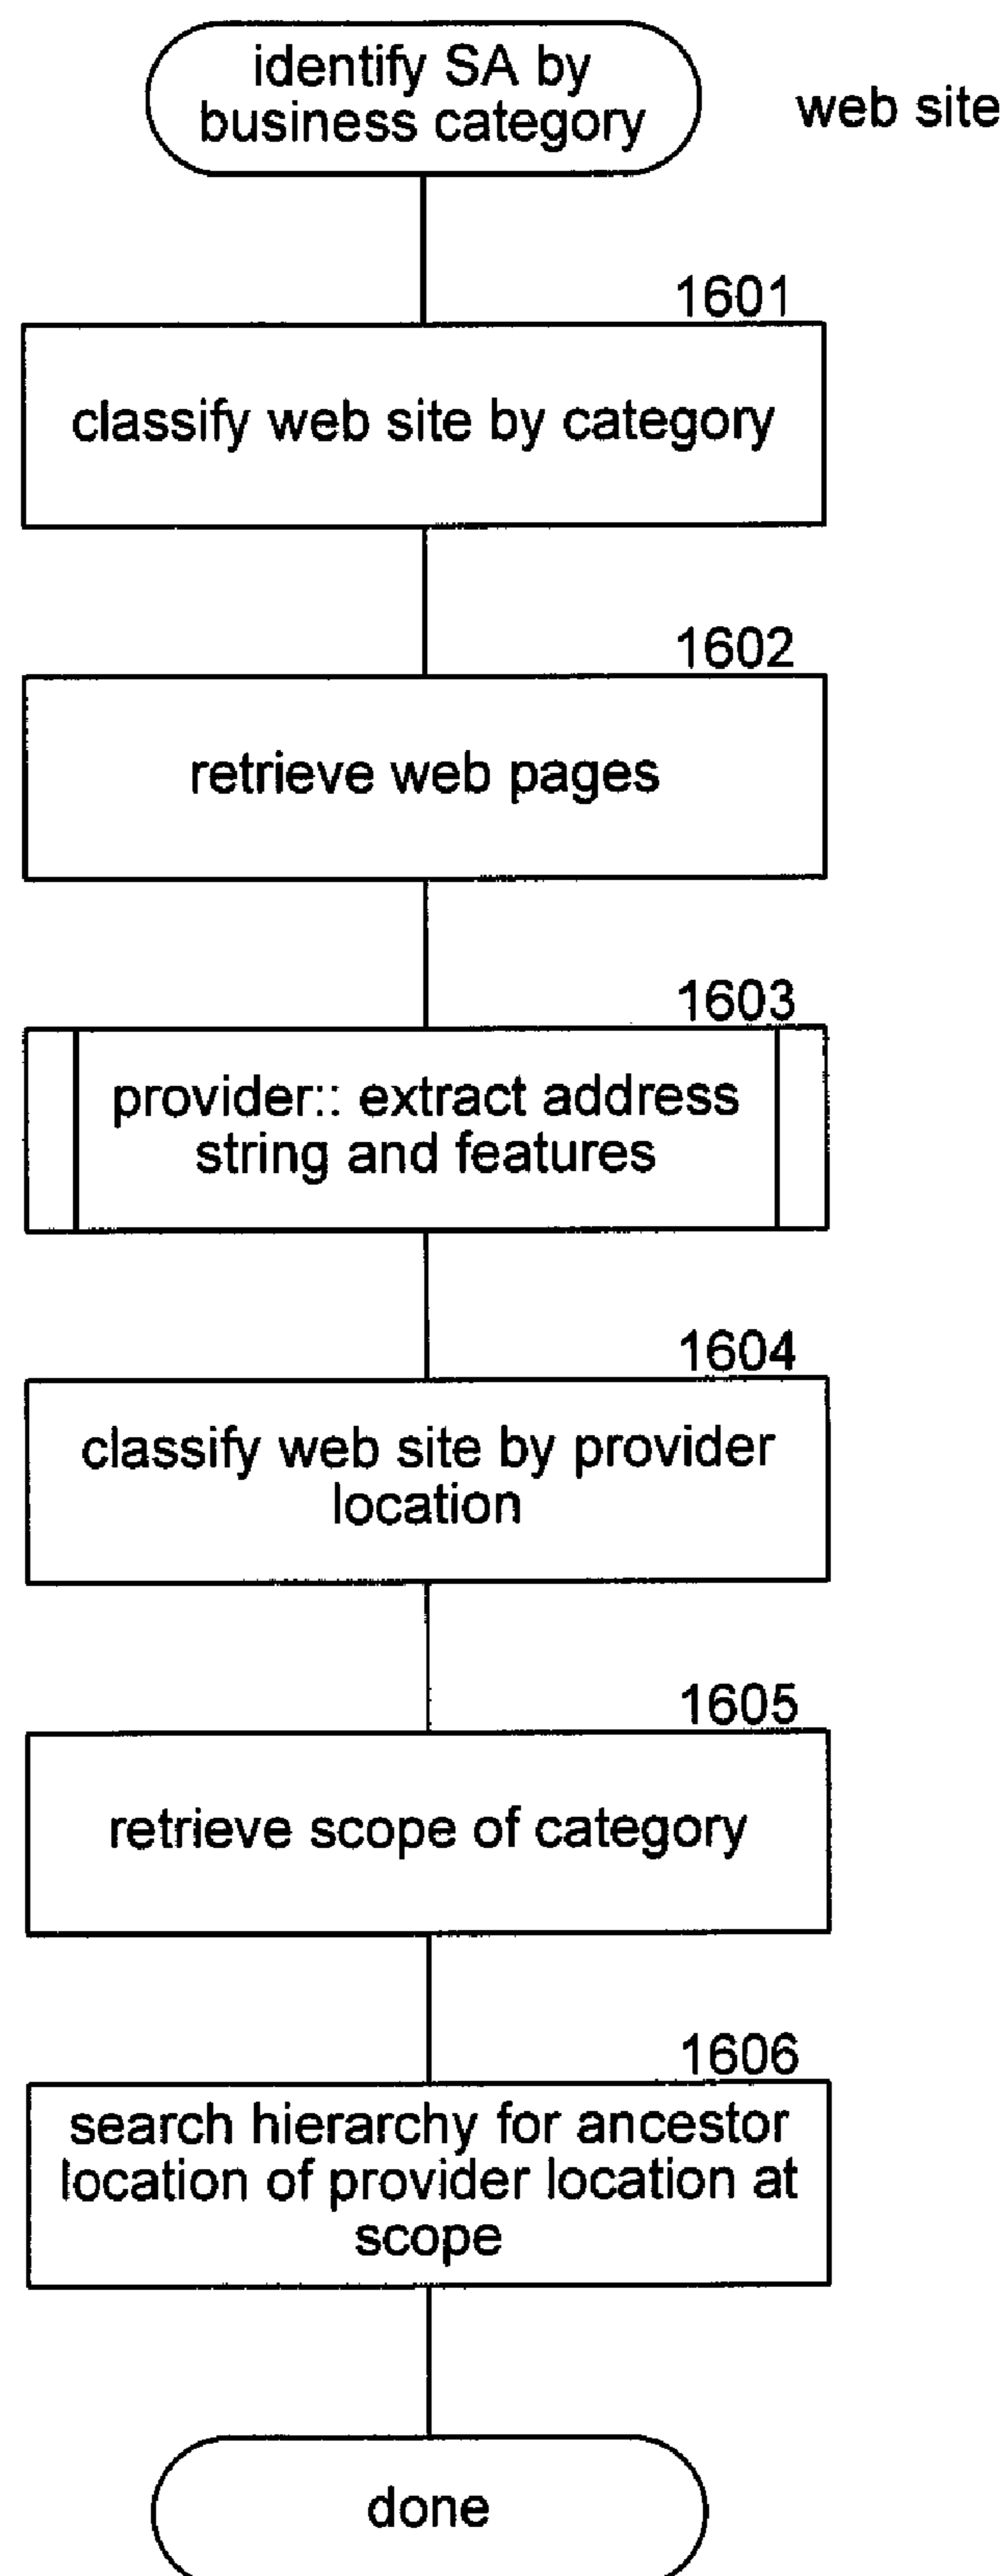 identify SA by
business category
web site
1601
classify web site by category
1602
retrieve web pages
1603
provider:: extract address
string and features
1604
classify web site by provider
location
1605
retrieve scope of category
1606
search hierarchy for ancestor
location of provider location at
scope
done